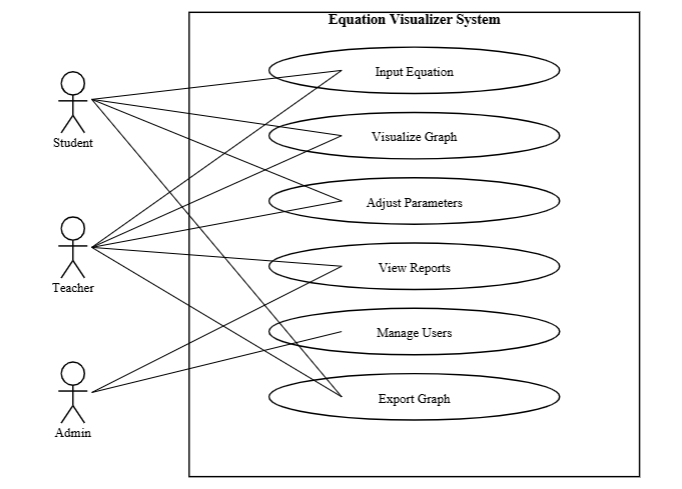 Equation Visualizer System
Input Equation
Student
Visualize Graph
Adjust Parameters
Teacher
View Reports
Manage Users
Admin
Export Graph